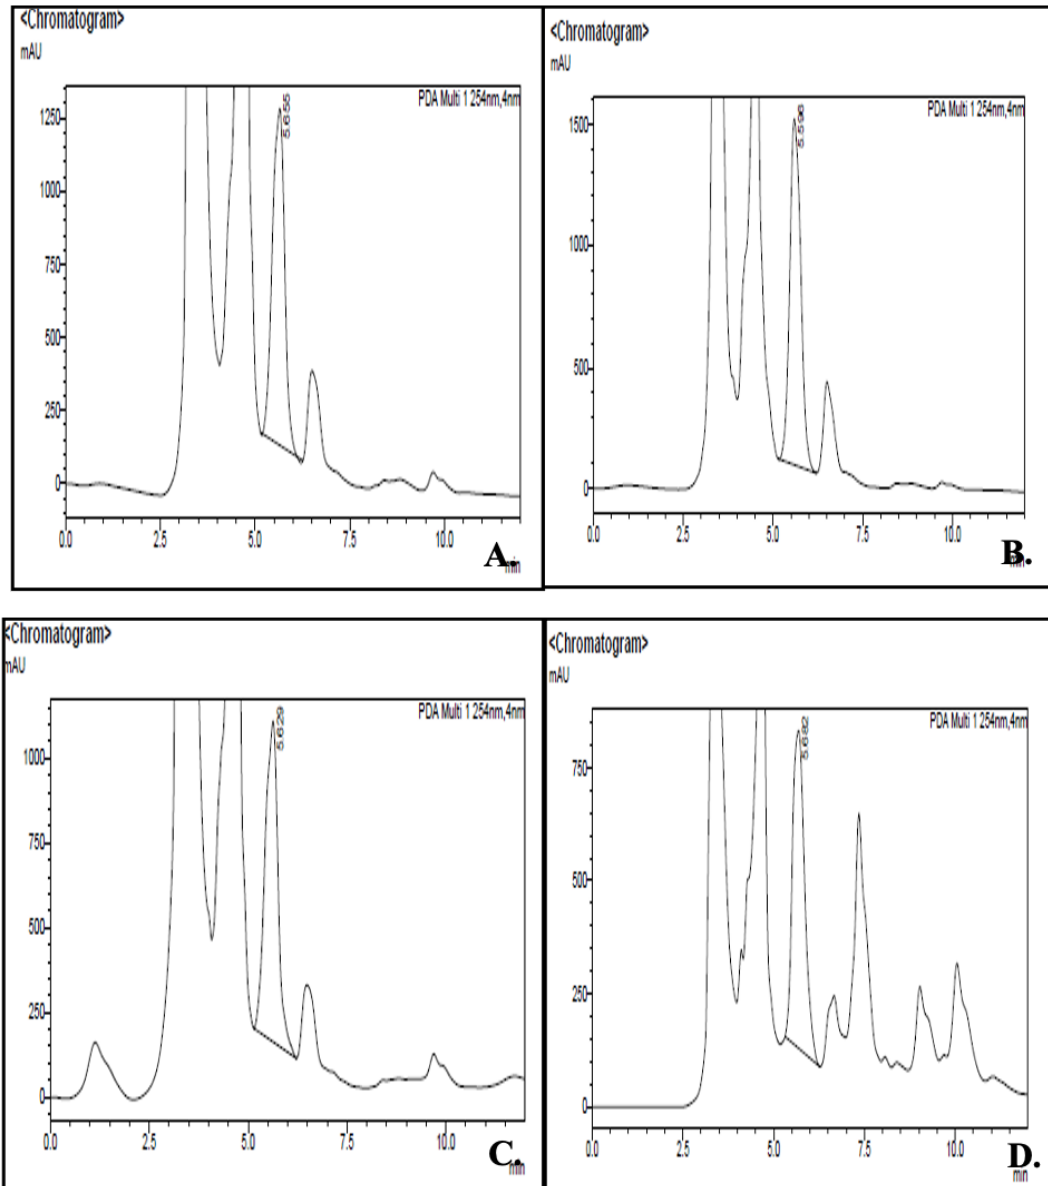 <Chromatogram>
mAU
PDA Multi 1 254nm,4nm
5.655
1250
1000
750
500
250
0
0.0 2.5 5.0 7.5 10.0
min
A.
<Chromatogram>
mAU
PDA Multi 1 254nm,4nm
5.596
1500
1000
500
0
0.0 2.5 5.0 7.5 10.0
min
B.
<Chromatogram>
mAU
PDA Multi 1 254nm,4nm
5.629
1000
750
500
250
0
0.0 2.5 5.0 7.5 10.0
min
C.
<Chromatogram>
mAU
PDA Multi 1 254nm,4nm
5.682
750
500
250
0
0.0 2.5 5.0 7.5 10.0
min
D.